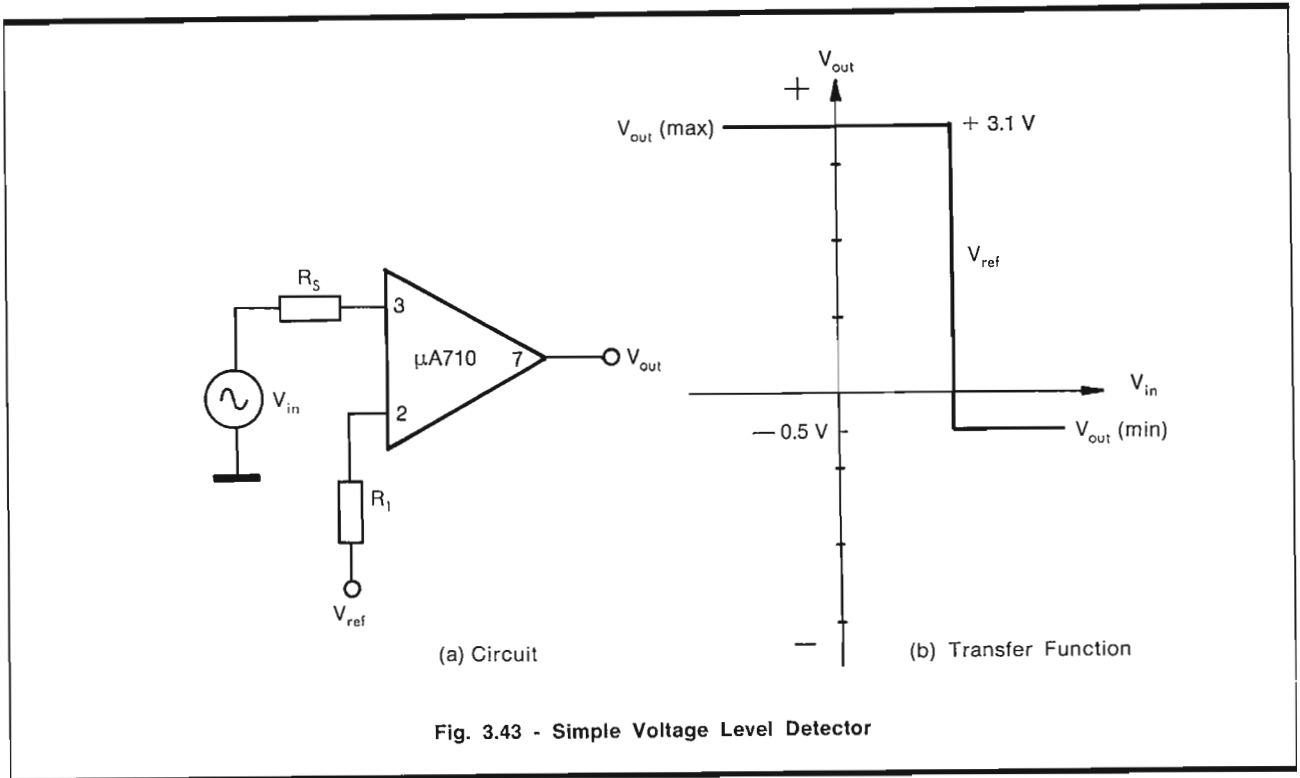 V_out
+
V_out (max)
+ 3.1 V
V_ref
R_S
3
μA710
7
V_out
V_in
2
V_in
— 0.5 V
V_out (min)
R_1
V_ref
—
(a) Circuit
(b) Transfer Function
Fig. 3.43 - Simple Voltage Level Detector